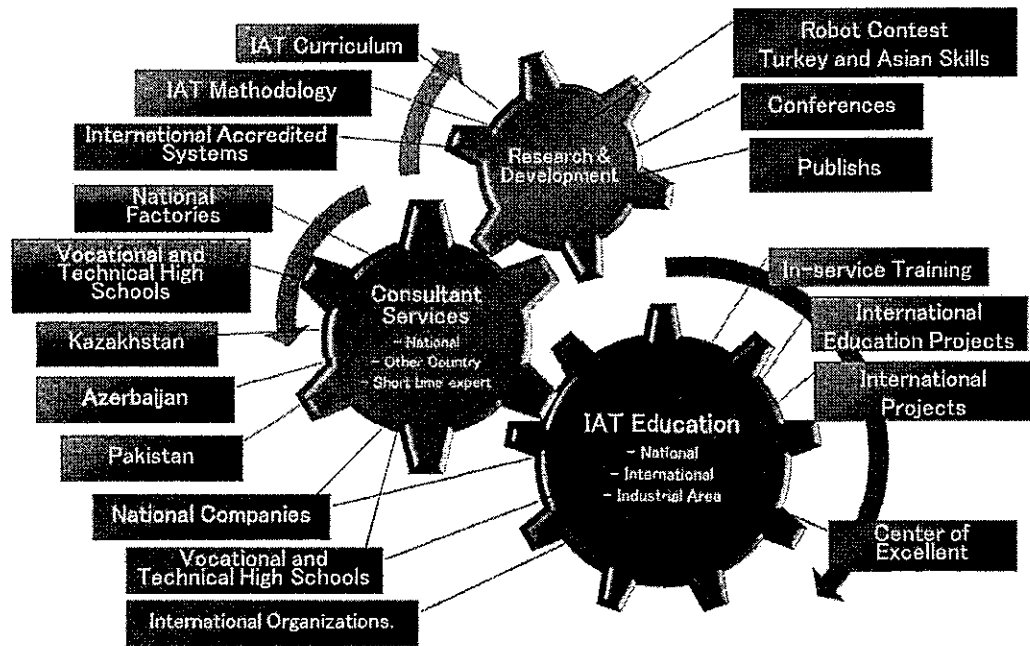 IAT Curriculum
IAT Methodology
International Accredited
Systems
National
Factories
Vocational and
Technical High
Schools
Kazakhstan
Azerbaijan
Pakistan
National Companies
Vocational and
Technical High Schools
International Organizations.
Research &
Development
Robot Contest
Turkey and Asian Skills
Conferences
Publishs
Consultant
Services
- National
- Other Country
- Short time expert
IAT Education
- National
- International
- Industrial Area
In-service Training
International
Education Projects
International
Projects
Center of
Excellent